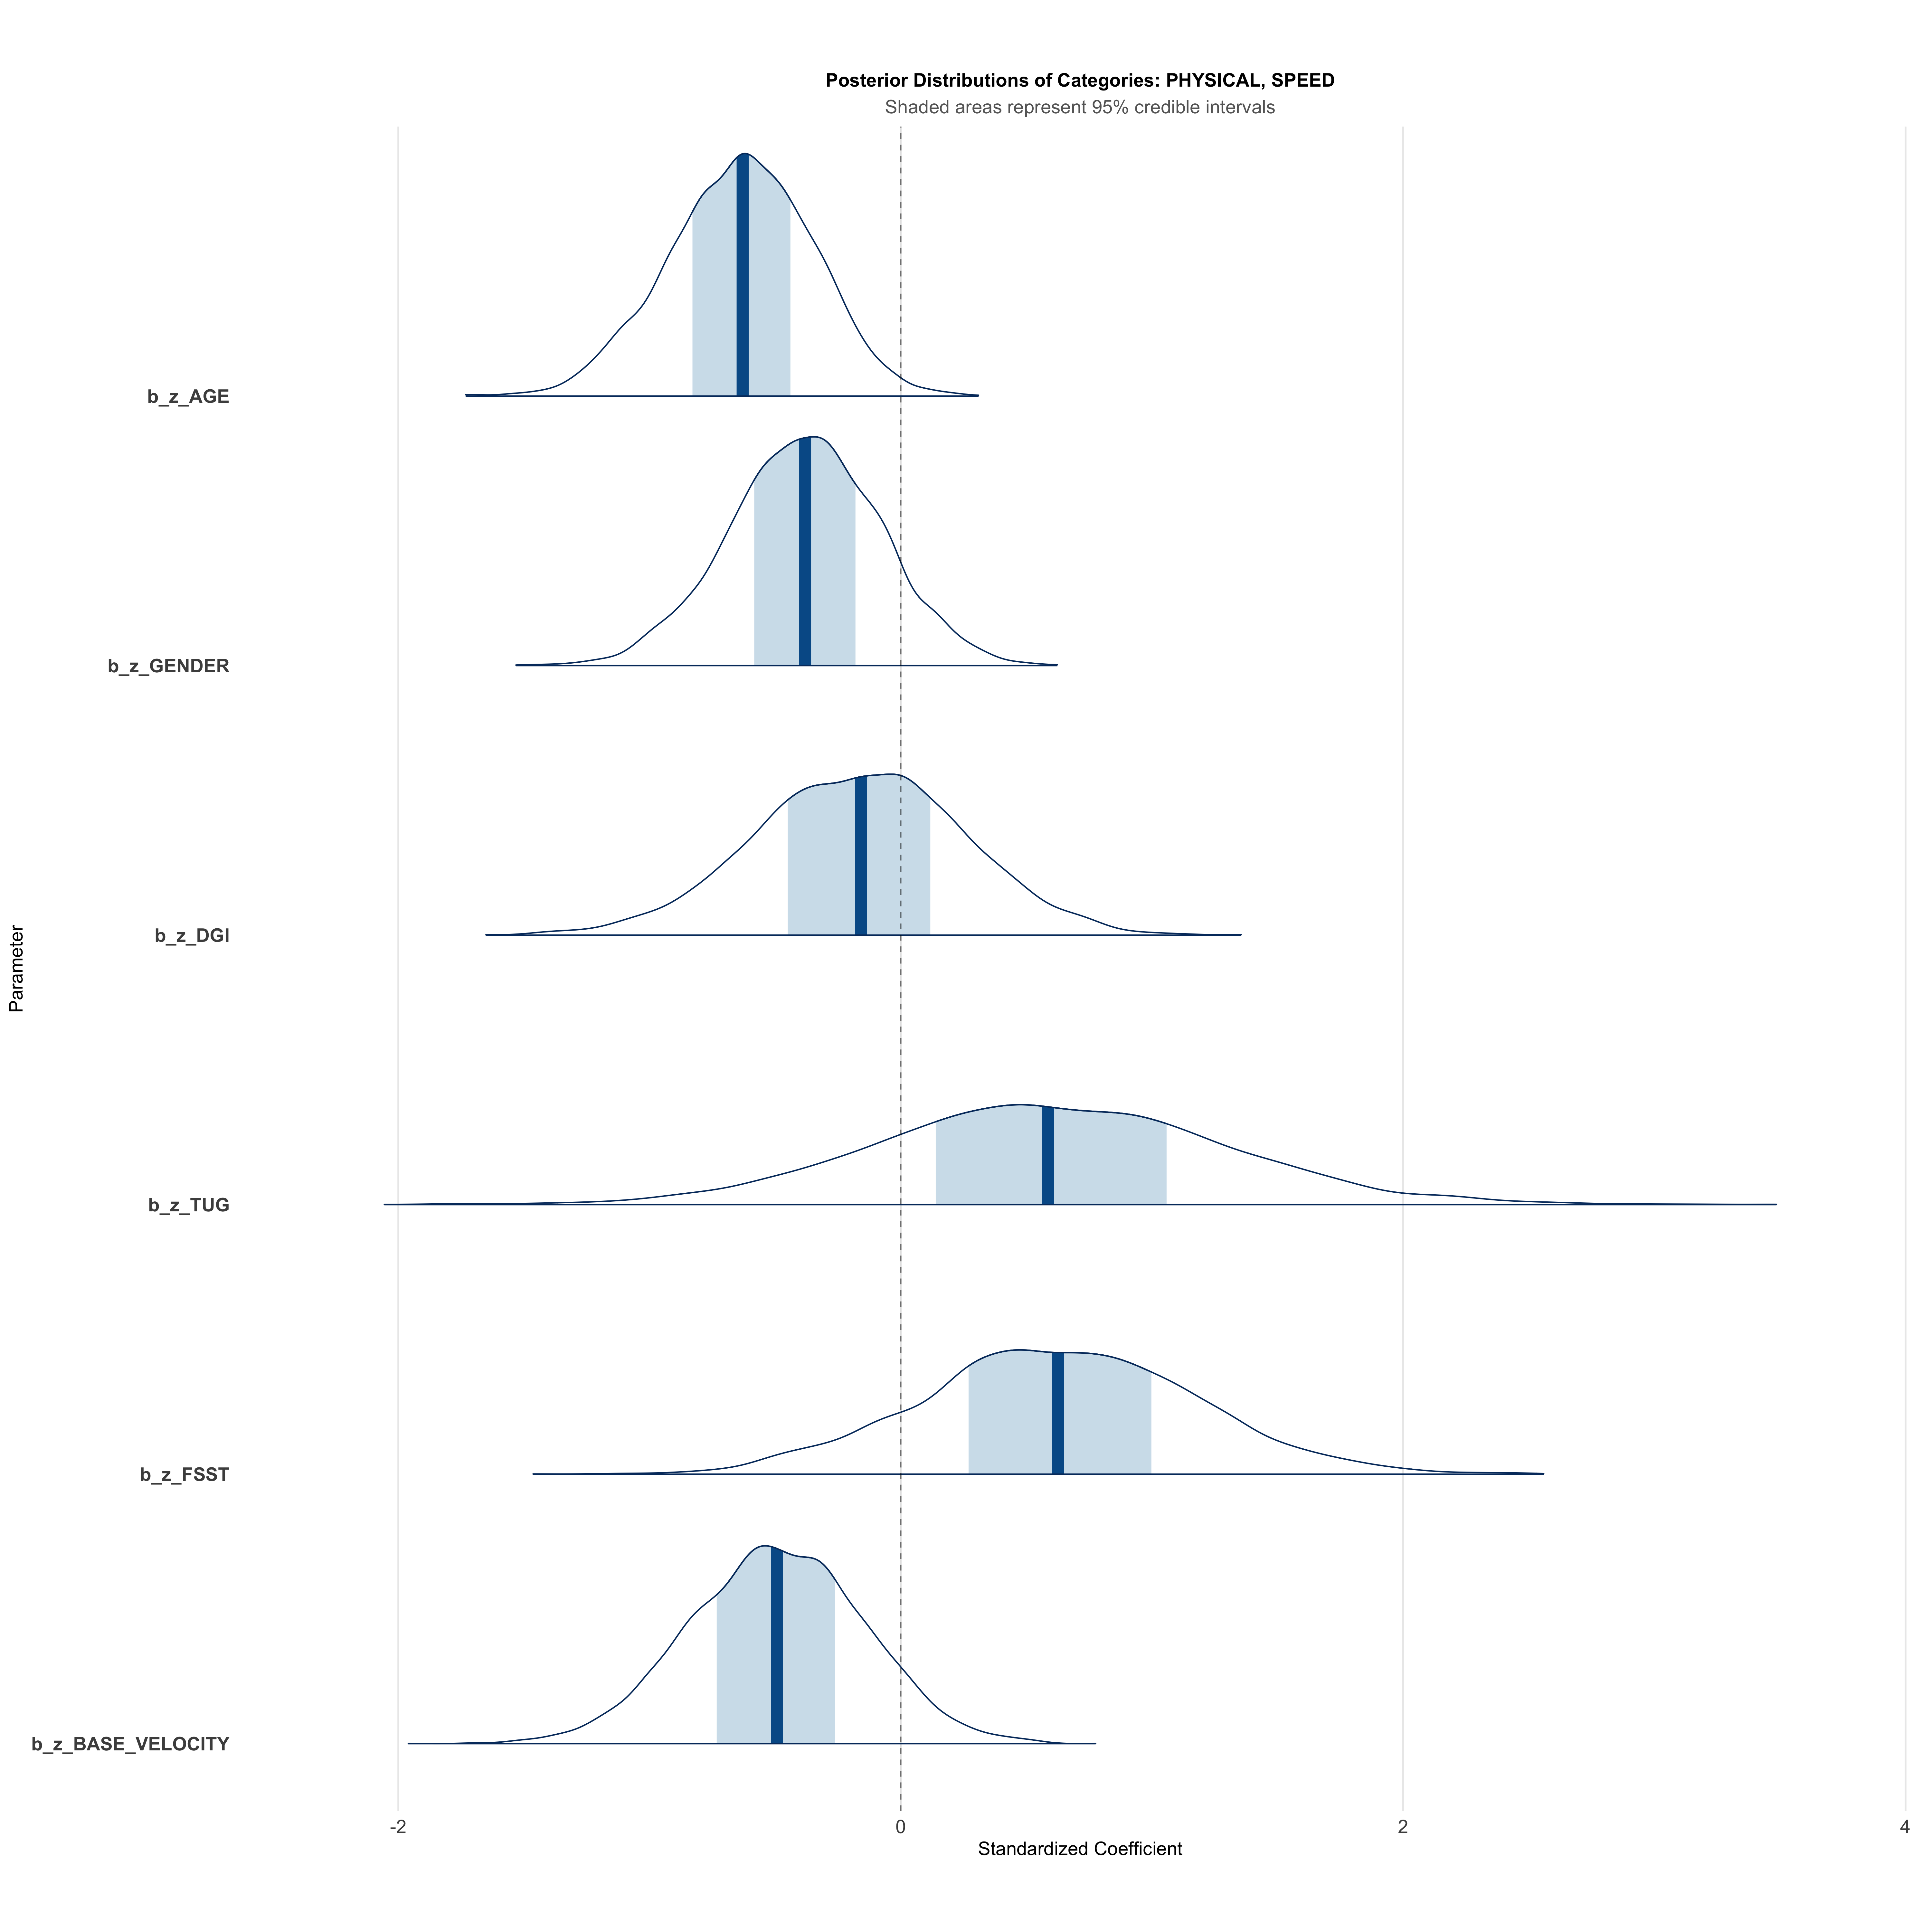 Posterior Distributions of Categories: PHYSICAL, SPEED
Shaded areas represent 95% credible intervals
b_z_AGE
b_z_GENDER
b_z_DGI
b_z_TUG
b_z_FSST
b_z_BASE_VELOCITY
Parameter
-2 0 2 4
Standardized Coefficient